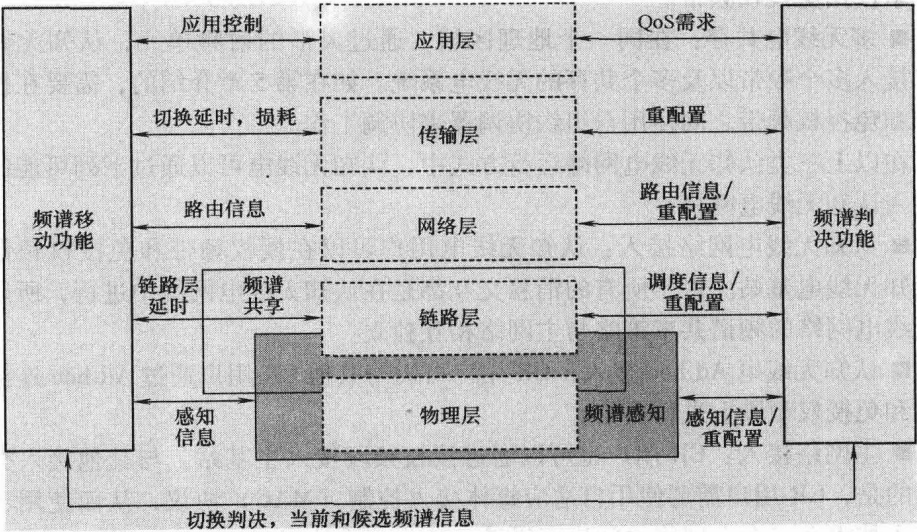 应用控制
应用层
QoS需求
切换延时，损耗
传输层
重配置
频谱移
动功能
路由信息
网络层
路由信息/
重配置
频谱判
决功能
链路层
延时
频谱
共享
链路层
调度信息/
重配置
感知
信息
物理层
频谱感知
感知信息/
重配置
切换判决，当前和候选频谱信息